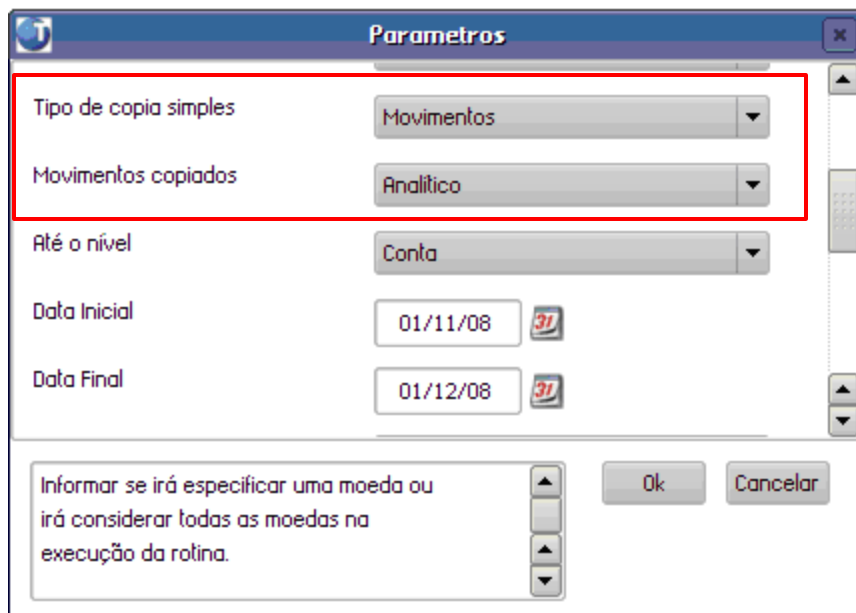 Parametros
Tipo de copia simples
Movimentos
Movimentos copiados
Analítico
Até o nível
Conta
Data Inicial
01/11/08
31
Data Final
01/12/08
31
Informar se irá especificar uma moeda ou
irá considerar todas as moedas na
execução da rotina.
Ok
Cancelar